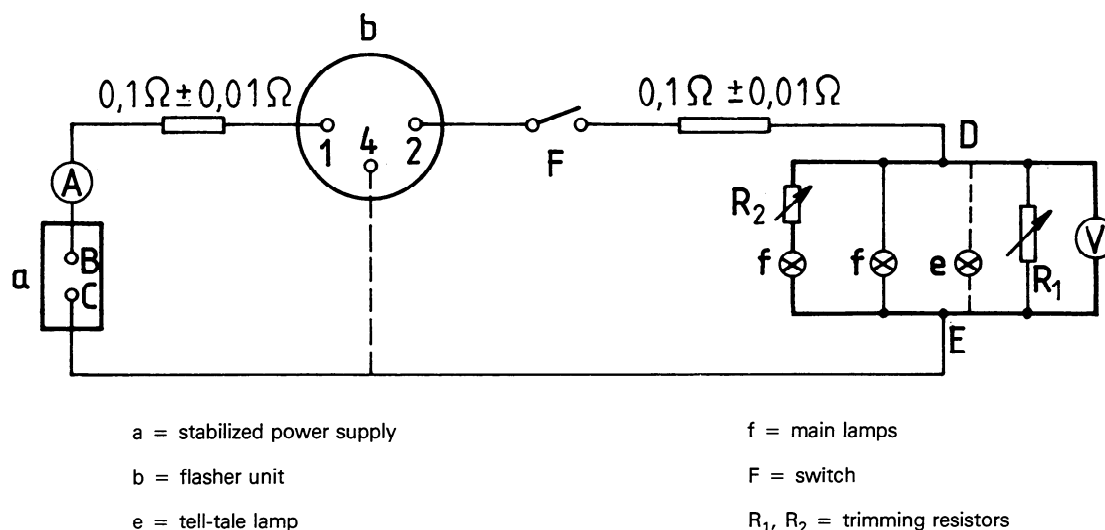 b
0,1Ω±0,01Ω
0,1Ω ±0,01Ω
1
4
2
F
D
A
R₂
V
B
a
C
f
f
e
R₁
E
a = stabilized power supply
f = main lamps
b = flasher unit
F = switch
e = tell-tale lamp
R₁, R₂ = trimming resistors